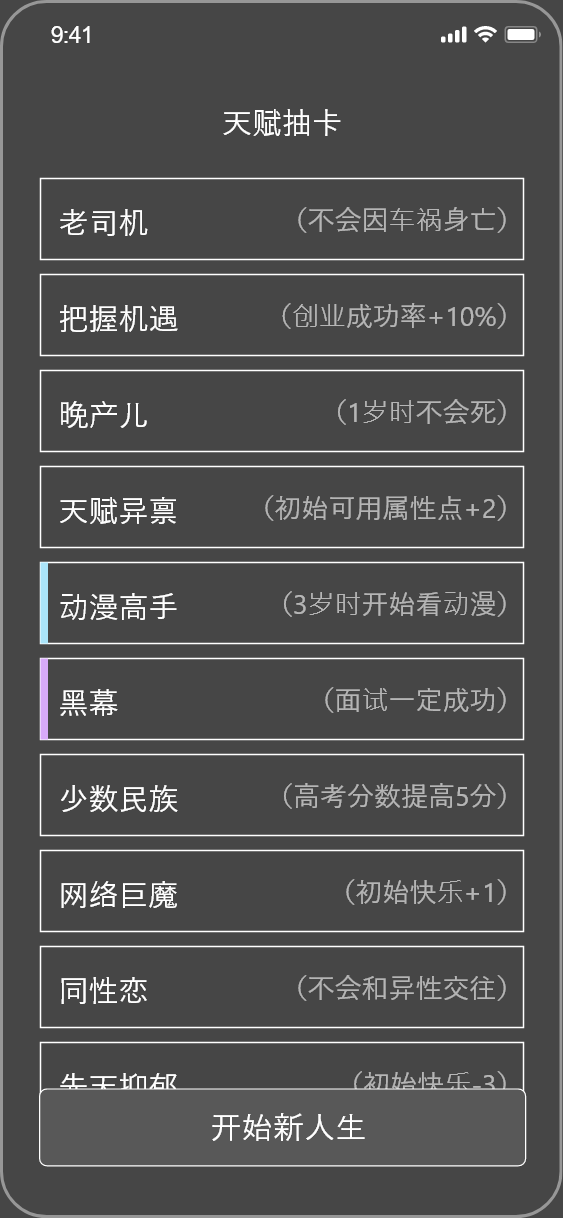 9:41
天赋抽卡
老司机 （不会因车祸身亡）
把握机遇 （创业成功率+10%）
晚产儿 （1岁时不会死）
天赋异禀 （初始可用属性点+2）
动漫高手 （3岁时开始看动漫）
黑幕 （面试一定成功）
少数民族 （高考分数提高5分）
网络巨魔 （初始快乐+1）
同性恋 （不会和异性交往）
先天抑郁 （初始快乐-3）
开始新人生